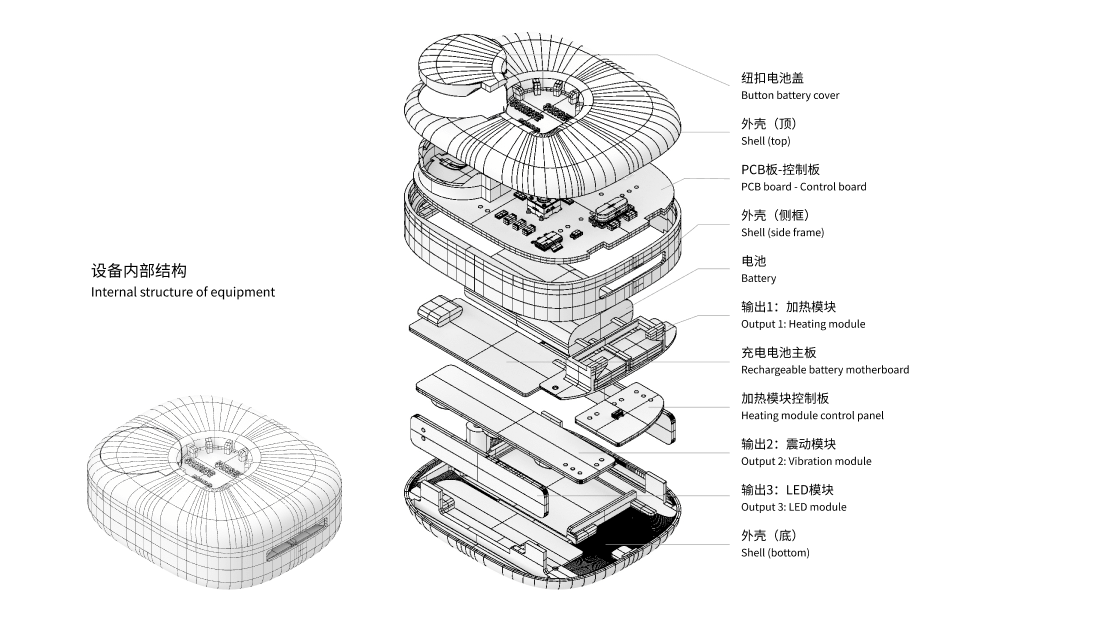 设备内部结构
Internal structure of equipment
纽扣电池盖
Button battery cover
外壳（顶）
Shell (top)
PCB板-控制板
PCB board - Control board
外壳（侧框）
Shell (side frame)
电池
Battery
输出1：加热模块
Output 1: Heating module
充电电池主板
Rechargeable battery motherboard
加热模块控制板
Heating module control panel
输出2：震动模块
Output 2: Vibration module
输出3：LED模块
Output 3: LED module
外壳（底）
Shell (bottom)